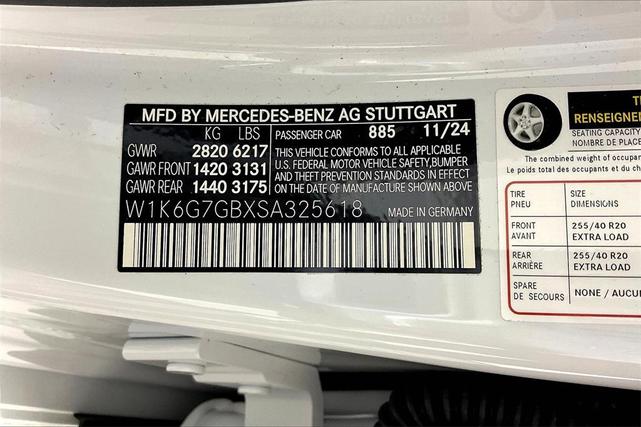 MFD BY MERCEDES-BENZ AG STUTTGART
KG LBS PASSENGER CAR 885 11/24
GVWR 2820 6217
GAWR FRONT 1420 3131
GAWR REAR 1440 3175
THIS VEHICLE CONFORMS TO ALL APPLICABLE
U.S. FEDERAL MOTOR VEHICLE SAFETY,BUMPER
AND THEFT PREVENTION STANDARDS IN EFFECT
ON THE DATE OF MANUFACTURE SHOWN ABOVE
W1K6G7GBXSA325618 MADE IN GERMANY
RENSEIGNEM
SEATING CAPACITY
NOMBRE DE PLACE
The combined weight of occupan
Le poids total des occupants et du ch
TIRE SIZE
PNEU DIMENSIONS
FRONT 255/40 R20
AVANT EXTRA LOAD
REAR 255/40 R20
ARRIÈRE EXTRA LOAD
SPARE NONE / AUCU
DE SECOURS